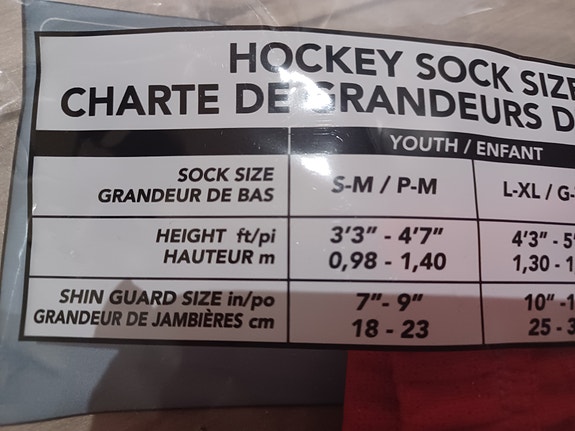 HOCKEY SOCK SIZE
CHARTE DE GRANDEURS D
YOUTH / ENFANT
SOCK SIZE
GRANDEUR DE BAS
S-M / P-M
L-XL / G-
HEIGHT ft/pi
HAUTEUR m
3'3" - 4'7"
0,98 - 1,40
4'3" - 5'
1,30 - 1
SHIN GUARD SIZE in/po
GRANDEUR DE JAMBIÈRES cm
7"- 9"
18 - 23
10" -1
25 - 3